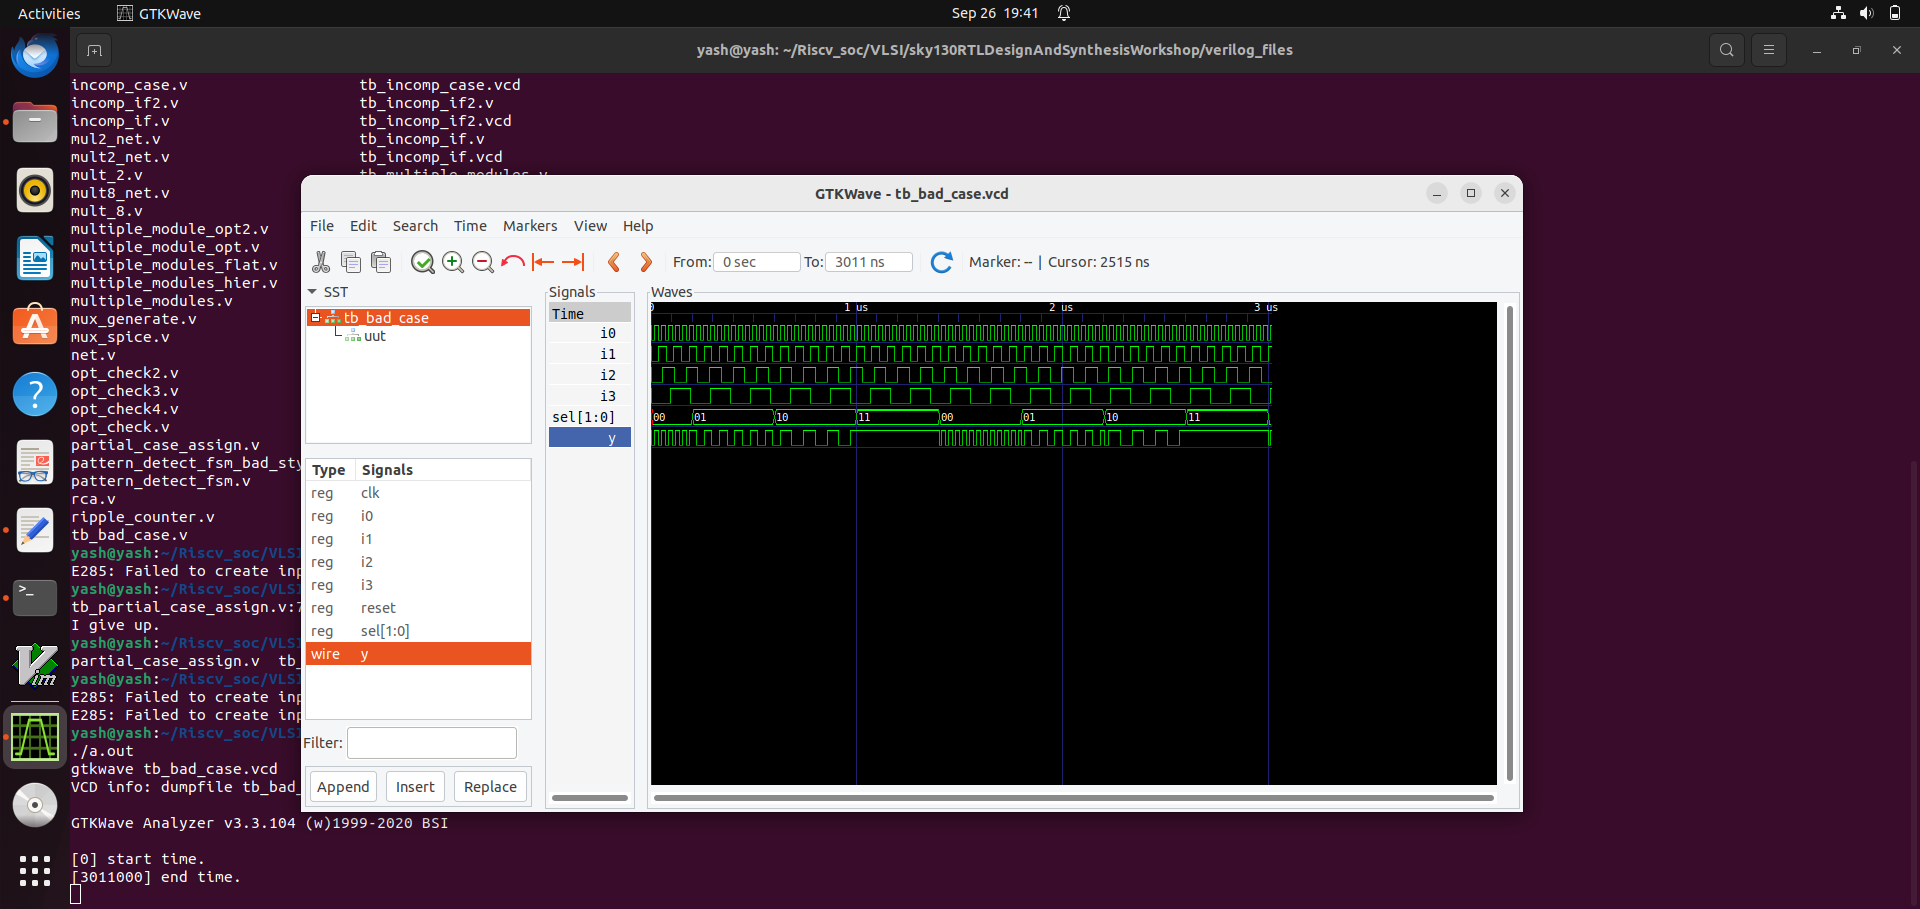 Activities
GTKWave
Sep 26 19:41
yash@yash: ~/Riscv_soc/VLSI/sky130RTLDesignAndSynthesisWorkshop/verilog_files
incomp_case.v tb_incomp_case.vcd
incomp_if2.v tb_incomp_if2.v
incomp_if.v tb_incomp_if2.vcd
mul2_net.v tb_incomp_if.v
mult2_net.v tb_incomp_if.vcd
mult_2.v tb_multiple_modules.v
mult8_net.v
mult_8.v
multiple_module_opt2.v
multiple_module_opt.v
multiple_modules_flat.v
multiple_modules_hier.v
multiple_modules.v
mux_generate.v
mux_spice.v
net.v
opt_check2.v
opt_check3.v
opt_check4.v
opt_check.v
partial_case_assign.v
pattern_detect_fsm_bad_sty
pattern_detect_fsm.v
rca.v
ripple_counter.v
tb_bad_case.v
yash@yash:~/Riscv_soc/VLSI
E285: Failed to create inp
yash@yash:~/Riscv_soc/VLSI
tb_partial_case_assign.v:7
I give up.
yash@yash:~/Riscv_soc/VLSI
partial_case_assign.v tb_
yash@yash:~/Riscv_soc/VLSI
E285: Failed to create inp
E285: Failed to create inp
yash@yash:~/Riscv_soc/VLSI
./a.out
gtkwave tb_bad_case.vcd
VCD info: dumpfile tb_bad_
GTKWave Analyzer v3.3.104 (w)1999-2020 BSI
[0] start time.
[3011000] end time.
GTKWave - tb_bad_case.vcd
File Edit Search Time Markers View Help
From: 0 sec To: 3011 ns Marker: -- | Cursor: 2515 ns
SST
tb_bad_case
uut
Type Signals
reg clk
reg i0
reg i1
reg i2
reg i3
reg reset
reg sel[1:0]
wire y
Filter:
Append Insert Replace
Signals
Time
i0
i1
i2
i3
sel[1:0]
y
Waves
0 1 us 2 us 3 us
00 01 10 11 00 01 10 11